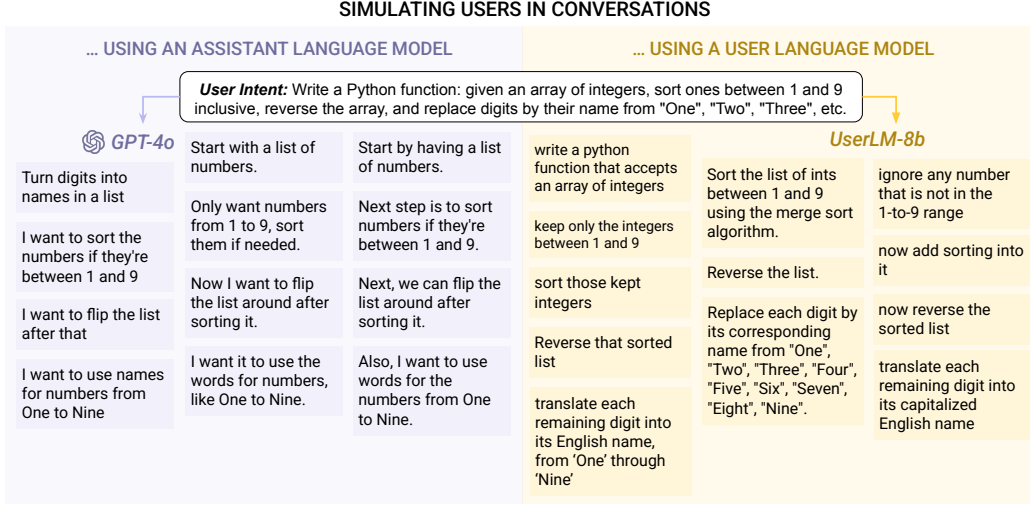 SIMULATING USERS IN CONVERSATIONS
... USING AN ASSISTANT LANGUAGE MODEL
... USING A USER LANGUAGE MODEL
User Intent: Write a Python function: given an array of integers, sort ones between 1 and 9
inclusive, reverse the array, and replace digits by their name from "One", "Two", "Three", etc.
GPT-4o
Turn digits into
names in a list
I want to sort the
numbers if they're
between 1 and 9
I want to flip the list
after that
I want to use names
for numbers from
One to Nine
Start with a list of
numbers.
Only want numbers
from 1 to 9, sort
them if needed.
Now I want to flip
the list around after
sorting it.
I want it to use the
words for numbers,
like One to Nine.
Start by having a list
of numbers.
Next step is to sort
numbers if they're
between 1 and 9.
Next, we can flip the
list around after
sorting it.
Also, I want to use
words for the
numbers from One
to Nine.
UserLM-8b
write a python
function that accepts
an array of integers
keep only the integers
between 1 and 9
sort those kept
integers
Reverse that sorted
list
translate each
remaining digit into
its English name,
from ‘One’ through
‘Nine’
Sort the list of ints
between 1 and 9
using the merge sort
algorithm.
Reverse the list.
Replace each digit by
its corresponding
name from "One",
"Two", "Three", "Four",
"Five", "Six", "Seven",
"Eight", "Nine".
ignore any number
that is not in the
1-to-9 range
now add sorting into
it
now reverse the
sorted list
translate each
remaining digit into
its capitalized
English name